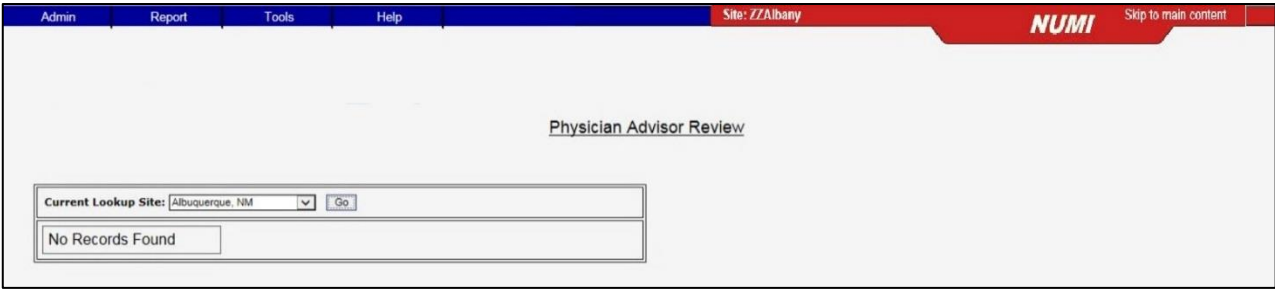 Admin Report Tools Help Site: ZZAlbany NUMI Skip to main content
Physician Advisor Review
Current Lookup Site: Albuquerque, NM Go
No Records Found